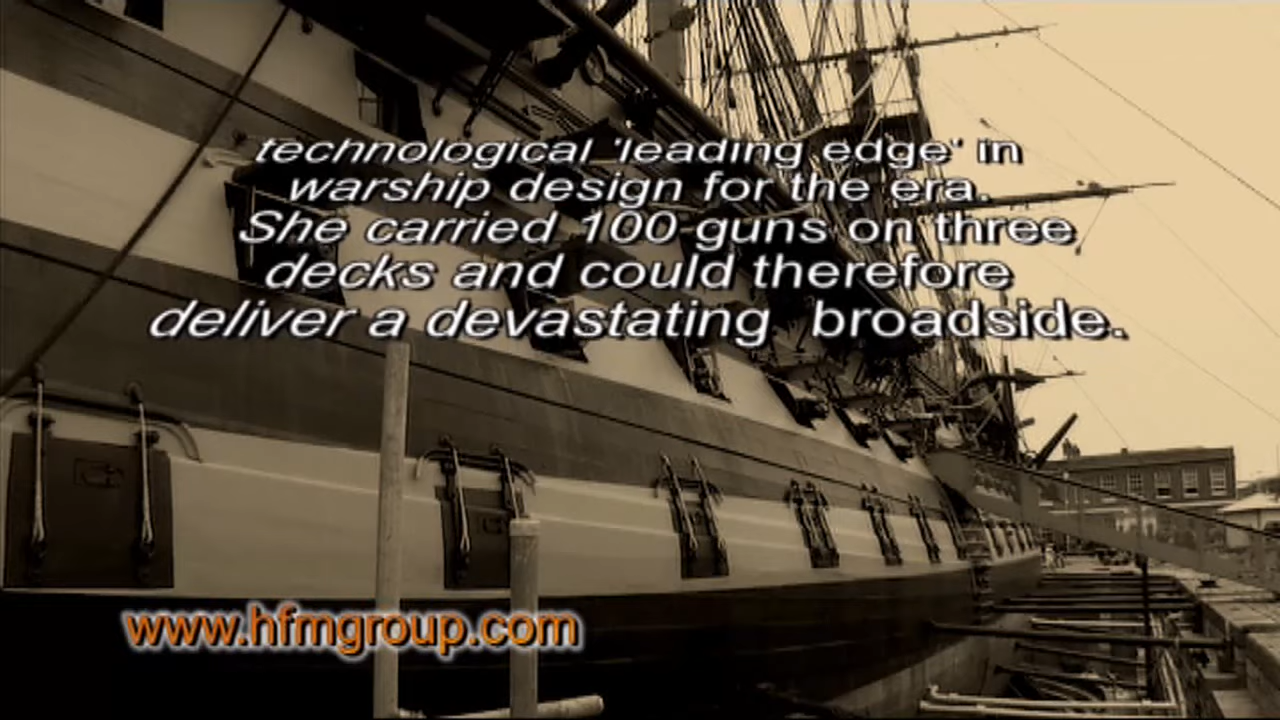 technological 'leading edge' in
warship design for the era.
She carried 100 guns on three
decks and could therefore
deliver a devastating broadside.
www.hfmgroup.com